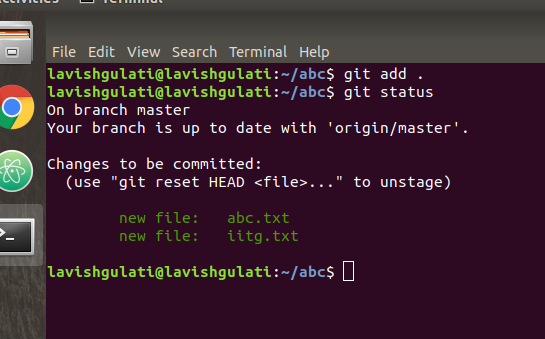 Terminal
File Edit View Search Terminal Help
lavishgulati@lavishgulati:~/abc$ git add .
lavishgulati@lavishgulati:~/abc$ git status
On branch master
Your branch is up to date with 'origin/master'.
Changes to be committed:
(use "git reset HEAD <file>..." to unstage)
new file: abc.txt
new file: iitg.txt
lavishgulati@lavishgulati:~/abc$